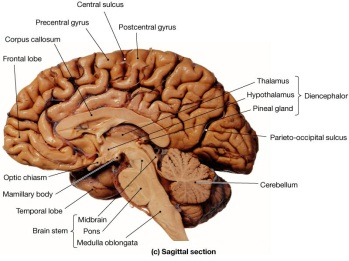 Central sulcus
Precentral gyrus
Postcentral gyrus
Corpus callosum
Frontal lobe
Thalamus
Hypothalamus
Diencephalon
Pineal gland
Parieto-occipital sulcus
Optic chiasm
Mamillary body
Cerebellum
Temporal lobe
Midbrain
Brain stem
Pons
Medulla oblongata
(c) Sagittal section